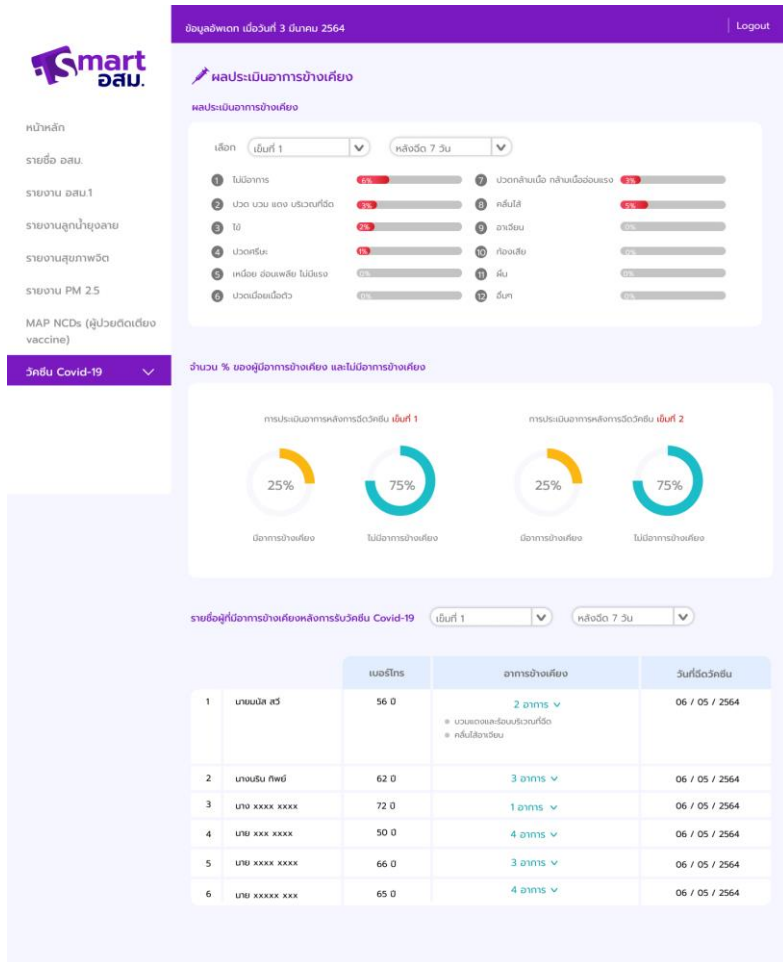 ข้อมูลอัพเดท เมื่อวันที่ 3 มีนาคม 2564
Logout
Smart
อสม.
ผลประเมินอาการข้างเคียง
ผลประเมินอาการข้างเคียง
หน้าหลัก
รายชื่อ อสม.
รายงาน อสม.1
รายงานลูกน้ำยุงลาย
รายงานสุขภาพจิต
รายงาน PM 2.5
MAP NCDs (ผู้ป่วยติดเตียง
vaccine)
วัคซีน Covid-19
เลือก เข็มที่ 1 หลังฉีด 7 วัน
1 ไม่มีอาการ 6%
2 ปวด บวม แดง บริเวณที่ฉีด 3%
3 ไข้ 2%
4 ปวดศรีษะ 1%
5 เหนื่อย อ่อนเพลีย ไม่มีแรง 0%
6 ปวดเมื่อยเนื้อตัว 0%
7 ปวดกล้ามเนื้อ กล้ามเนื้ออ่อนแรง 3%
8 คลื่นไส้ 5%
9 อาเจียน 0%
10 ท้องเสีย 0%
11 ผื่น 0%
12 อื่นๆ 0%
จำนวน % ของผู้มีอาการข้างเคียง และไม่มีอาการข้างเคียง
การประเมินอาการหลังการฉีดวัคซีน เข็มที่ 1
25% 75%
มีอาการข้างเคียง ไม่มีอาการข้างเคียง
การประเมินอาการหลังการฉีดวัคซีน เข็มที่ 2
25% 75%
มีอาการข้างเคียง ไม่มีอาการข้างเคียง
รายชื่อผู้ที่มีอาการข้างเคียงหลังการรับวัคซีน Covid-19 เข็มที่ 1 หลังฉีด 7 วัน
เบอร์โทร อาการข้างเคียง วันที่ฉีดวัคซีน
1 นายมนัส สวี 56 ปี 2 อาการ 06 / 05 / 2564
บวมแดงและร้อนบริเวณที่ฉีด
คลื่นไส้อาเจียน
2 นางนริน ทิพย์ 62 ปี 3 อาการ 06 / 05 / 2564
3 นาง xxxx xxxx 72 ปี 1 อาการ 06 / 05 / 2564
4 นาย xxx xxxx 50 ปี 4 อาการ 06 / 05 / 2564
5 นาย xxxx xxxx 66 ปี 3 อาการ 06 / 05 / 2564
6 นาย xxxxx xxx 65 ปี 4 อาการ 06 / 05 / 2564